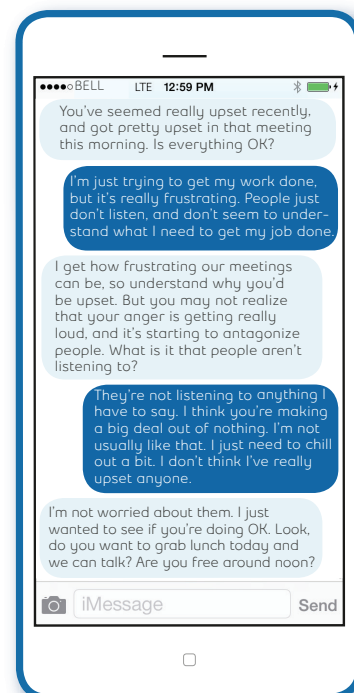 BELL LTE 12:59 PM
You've seemed really upset recently,
and got pretty upset in that meeting
this morning. Is everything OK?
I'm just trying to get my work done,
but it's really frustrating. People just
don't listen, and don't seem to under-
stand what I need to get my job done.
I get how frustrating our meetings
can be, so understand why you'd
be upset. But you may not realize
that your anger is getting really
loud, and it's starting to antagonize
people. What is it that people aren't
listening to?
They're not listening to anything I
have to say. I think you're making
a big deal out of nothing. I'm not
usually like that. I just need to chill
out a bit. I don't think I've really
upset anyone.
I'm not worried about them. I just
wanted to see if you're doing OK. Look,
do you want to grab lunch today and
we can talk? Are you free around noon?
iMessage Send